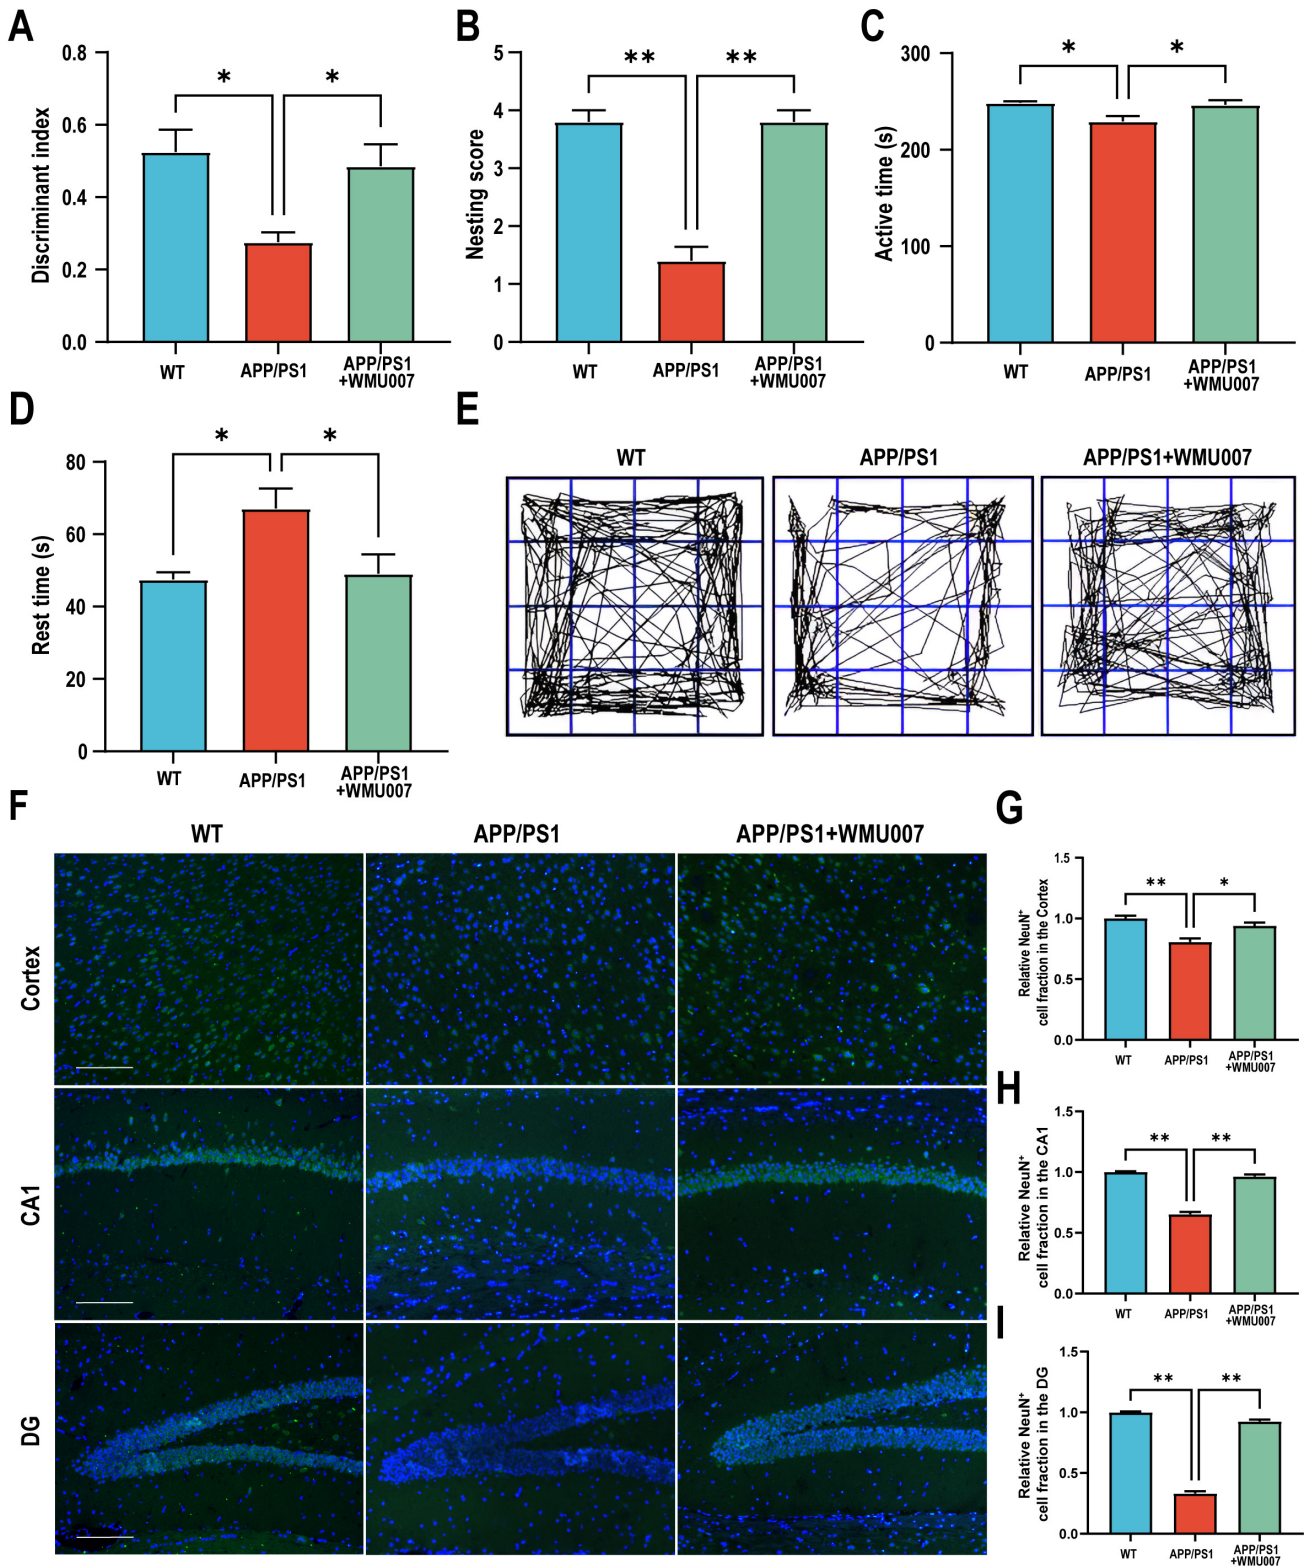 A
Discriminant index
0.8
0.6
0.4
0.2
0.0
*
*
WT
APP/PS1
APP/PS1
+WMU007
B
Nesting score
5
4
3
2
1
0
**
**
WT
APP/PS1
APP/PS1
+WMU007
C
Active time (s)
300
200
100
0
*
*
WT
APP/PS1
APP/PS1
+WMU007
D
Rest time (s)
80
60
40
20
0
*
*
WT
APP/PS1
APP/PS1
+WMU007
E
WT
APP/PS1
APP/PS1+WMU007
F
WT
APP/PS1
APP/PS1+WMU007
Cortex
CA1
DG
G
Relative NeuN⁺
cell fraction in the Cortex
1.5
1.0
0.5
0.0
**
*
WT
APP/PS1
APP/PS1
+WMU007
H
Relative NeuN⁺
cell fraction in the CA1
1.5
1.0
0.5
0.0
**
**
WT
APP/PS1
APP/PS1
+WMU007
I
Relative NeuN⁺
cell fraction in the DG
1.5
1.0
0.5
0.0
**
**
WT
APP/PS1
APP/PS1
+WMU007